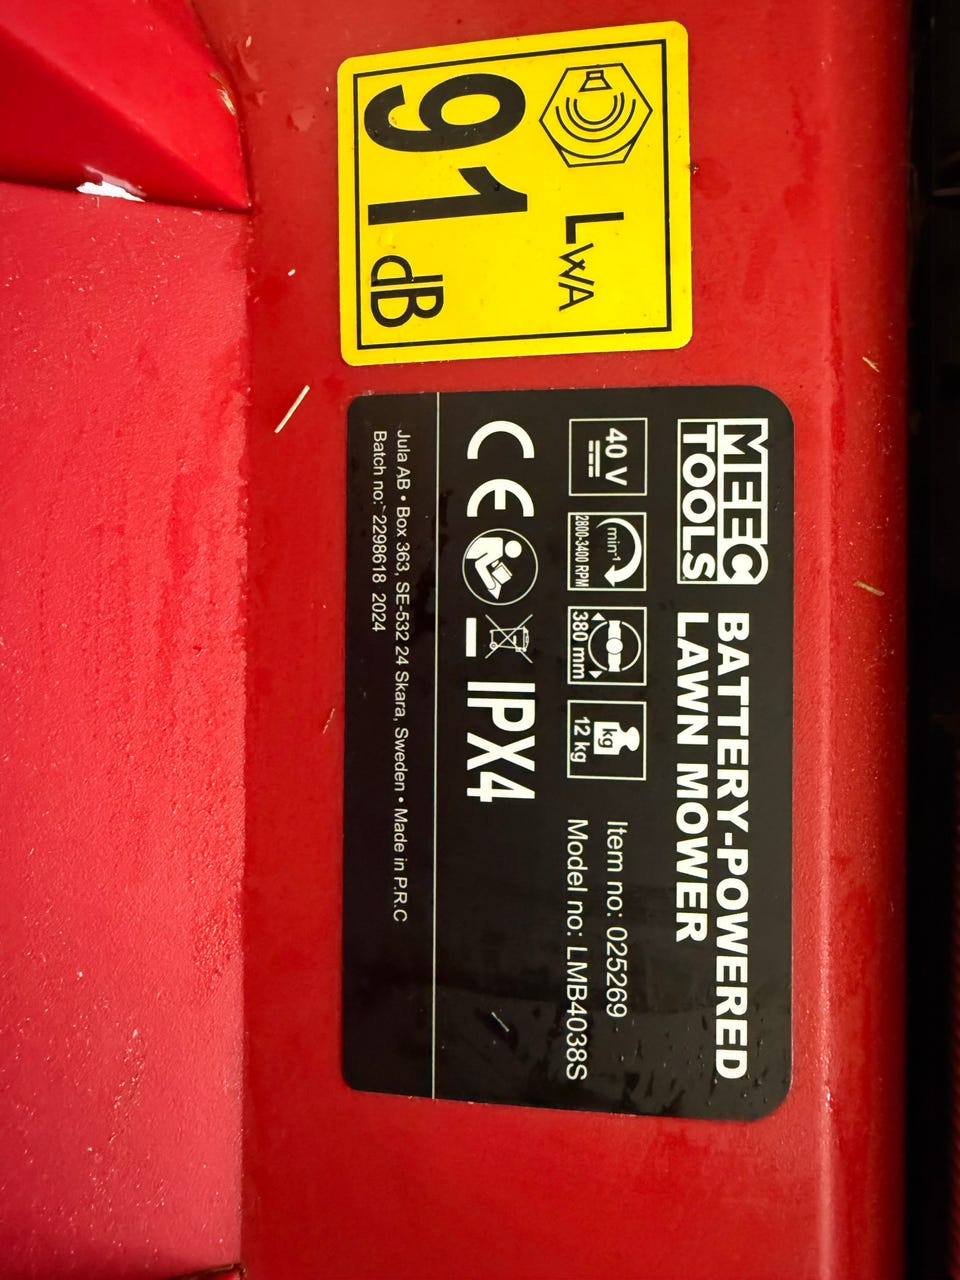 LWA
91 dB
MEEC
TOOLS
BATTERY-POWERED
LAWN MOWER
40 V
min-1
2800-3400 RPM
380 mm
kg
12 kg
Item no: 025269
Model no: LMB4038S
CE
IPX4
Jula AB • Box 363, SE-532 24 Skara, Sweden • Made in P.R.C
Batch no: 2298618 2024